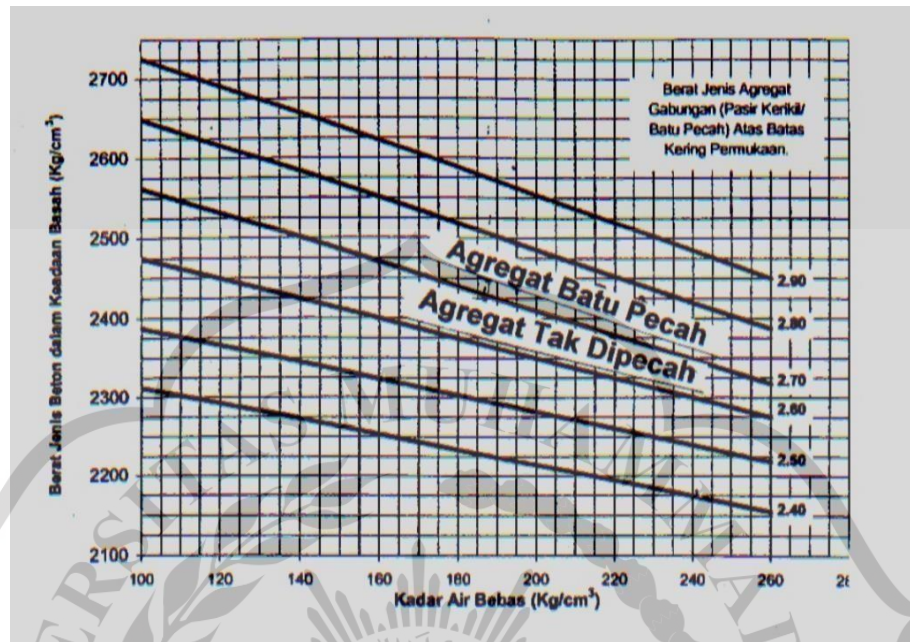 Berat Jenis Agregat
Gabungan (Pasir Kerikil/
Batu Pecah) Atas Batas
Kering Permukaan.
Berat Jenis Beton dalam Keadaan Basah (Kg/cm³)
2700
2600
2500
2400
2300
2200
2100
Agregat Batu Pecah
Agregat Tak Dipecah
2.90
2.80
2.70
2.60
2.50
2.40
100 120 140 160 180 200 220 240 260
Kadar Air Bebas (Kg/cm³)
ERSITAS MUHAMMA